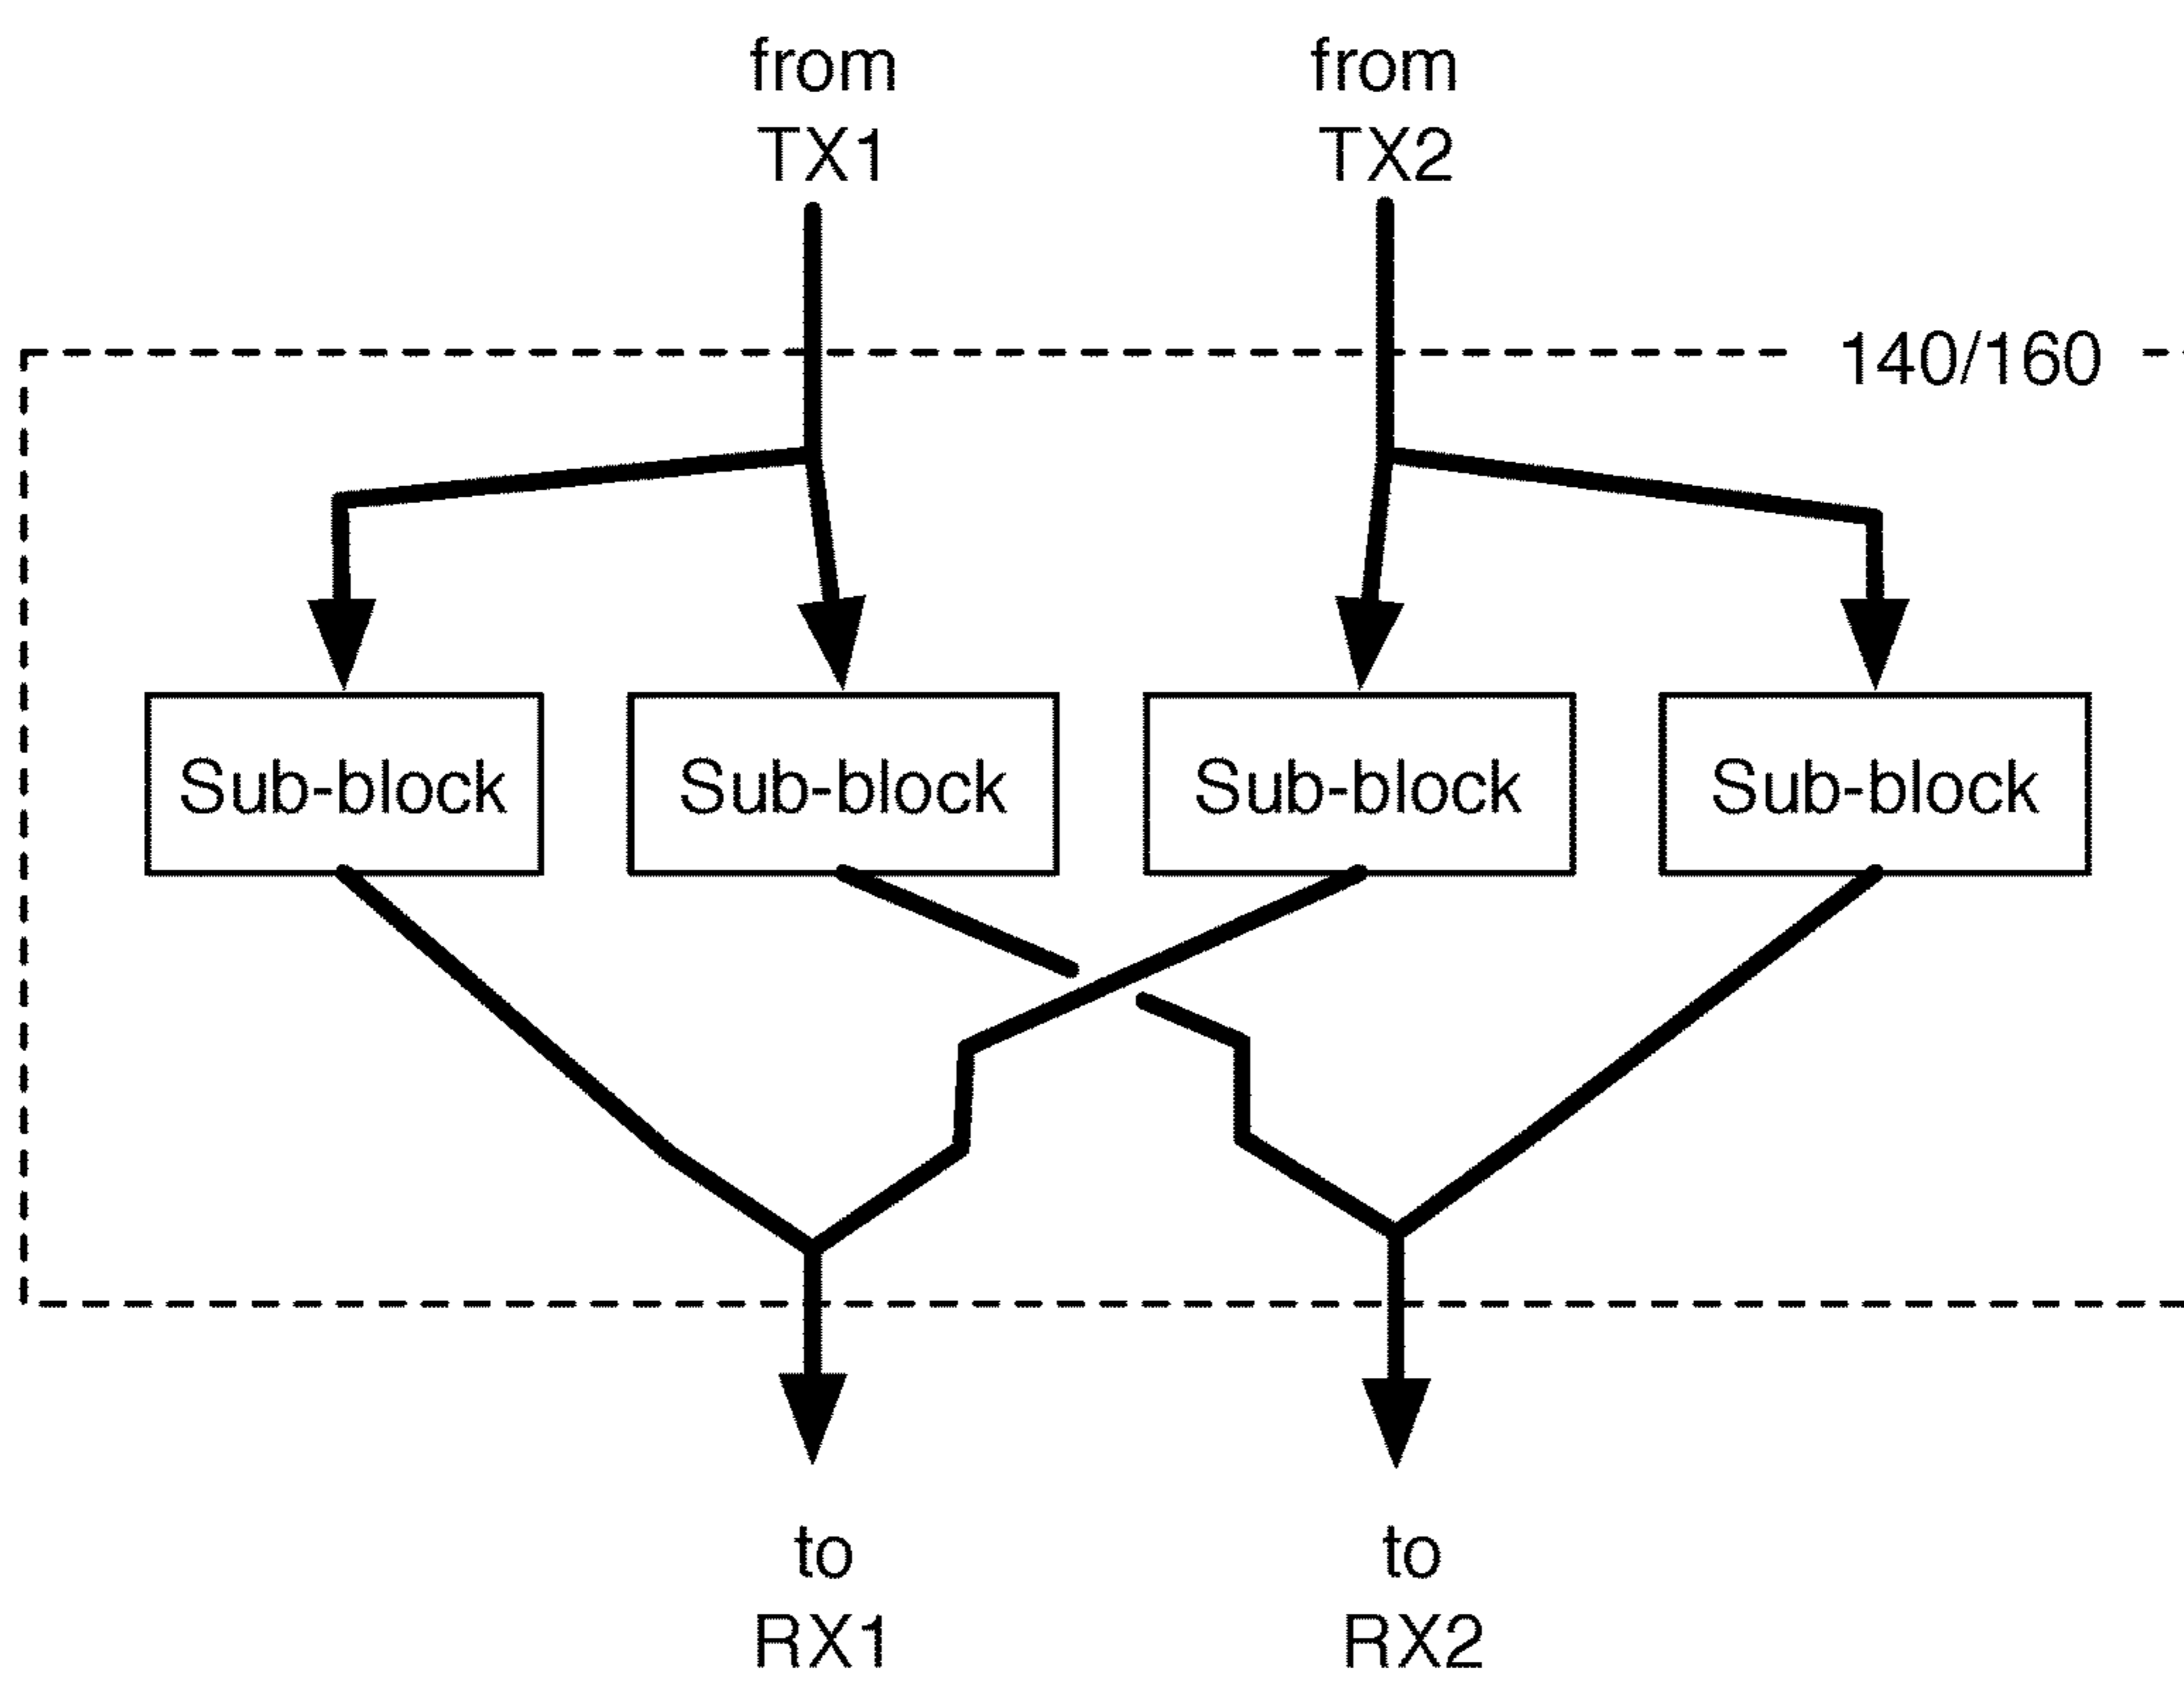 from
TX1
from
TX2
140/160
Sub-block
Sub-block
Sub-block
Sub-block
to
RX1
to
RX2